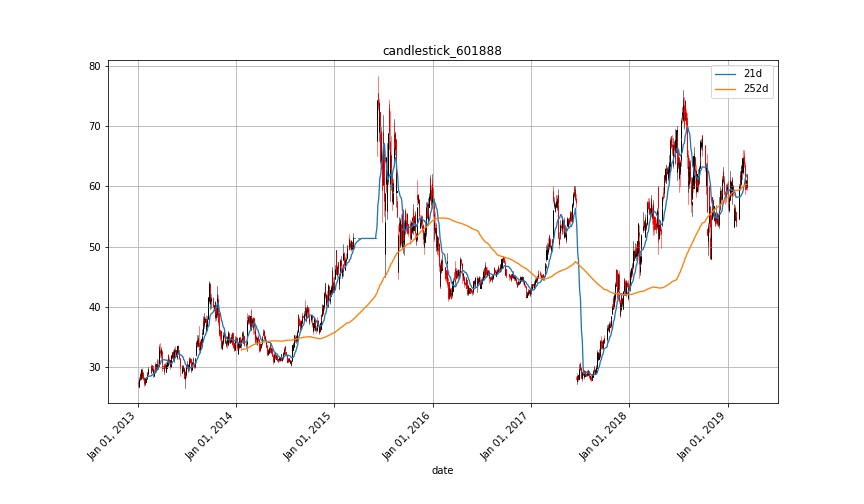 candlestick_601888
21d
252d
80
70
60
50
40
30
Jan 01, 2013
Jan 01, 2014
Jan 01, 2015
Jan 01, 2016
Jan 01, 2017
Jan 01, 2018
Jan 01, 2019
date